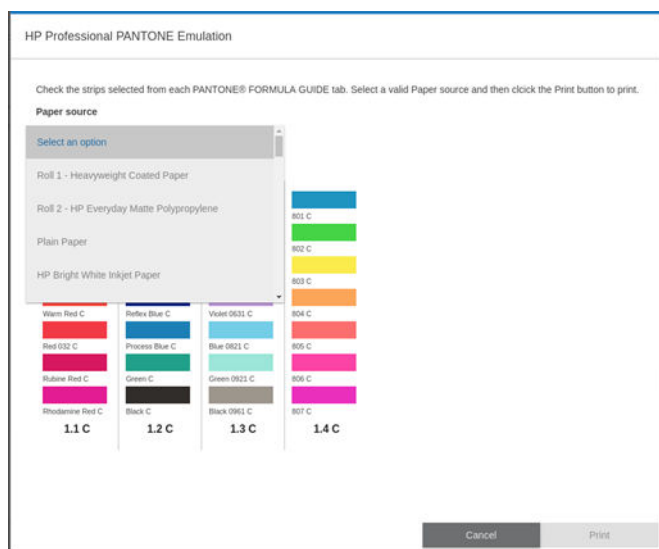 HP Professional PANTONE Emulation
Check the strips selected from each PANTONE® FORMULA GUIDE tab. Select a valid Paper source and then clcick the Print button to print.
Paper source
Select an option
Roll 1 - Heavyweight Coated Paper
Roll 2 - HP Everyday Matte Polypropylene
Plain Paper
HP Bright White Inkjet Paper
801 C
802 C
803 C
Warm Red C Reflex Blue C Violet 0631 C 804 C
Red 032 C Process Blue C Blue 0821 C 805 C
Rubine Red C Green C Green 0921 C 806 C
Rhodamine Red C Black C Black 0961 C 807 C
1.1 C 1.2 C 1.3 C 1.4 C
Cancel Print